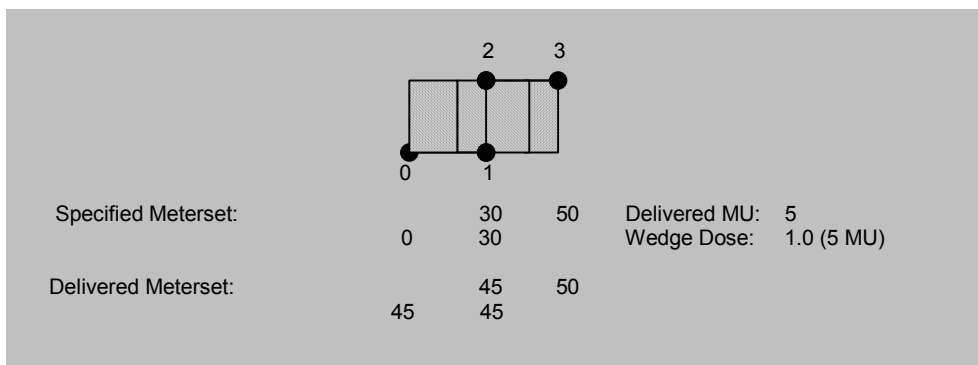 2 3
0 1
Specified Meterset: 30 50 Delivered MU: 5
0 30 Wedge Dose: 1.0 (5 MU)
Delivered Meterset: 45 50
45 45